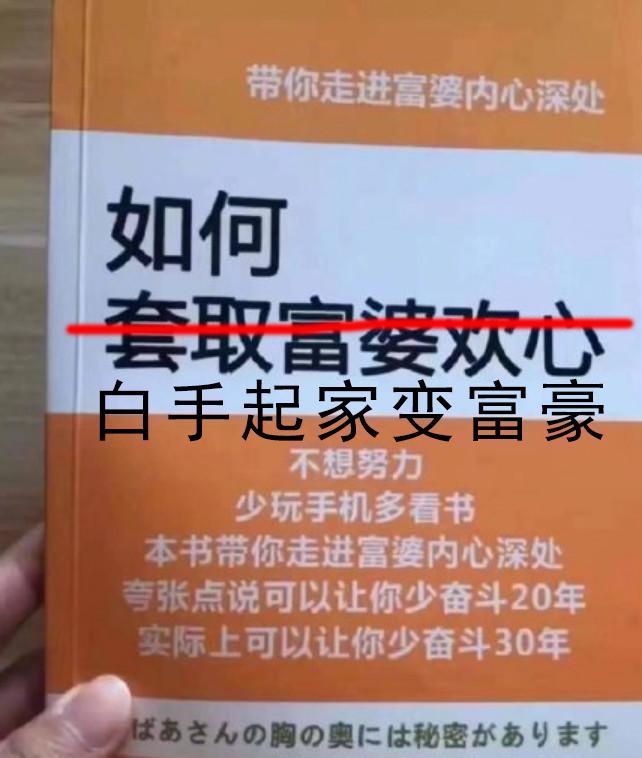 带你走进富婆内心深处
如何
套取富婆欢心
白手起家变富豪
不想努力
少玩手机多看书
本书带你走进富婆内心深处
夸张点说可以让你少奋斗20年
实际上可以让你少奋斗30年
ばあさんの胸の奥には秘密があります